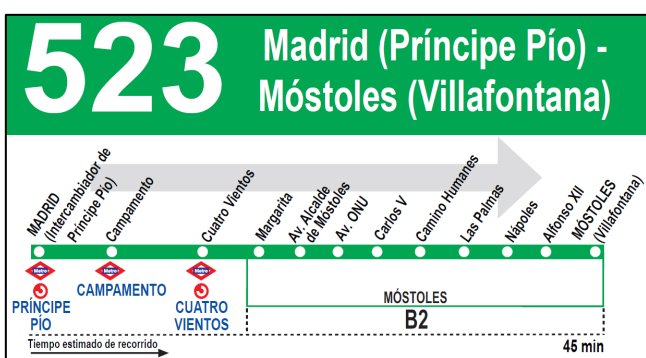 523
Madrid (Príncipe Pío) -
Móstoles (Villafontana)
MADRID
(Intercambiador de
Príncipe Pío)
Campamento
Cuatro Vientos
Margarita
Av. Alcalde
de Móstoles
Av. ONU
Carlos V
Camino Humanes
Las Palmas
Nápoles
Alfonso XII
MÓSTOLES
(Villafontana)
Metro
Metro
Metro
PRÍNCIPE
PÍO
CAMPAMENTO
CUATRO
VIENTOS
MÓSTOLES
B2
Tiempo estimado de recorrido
45 min